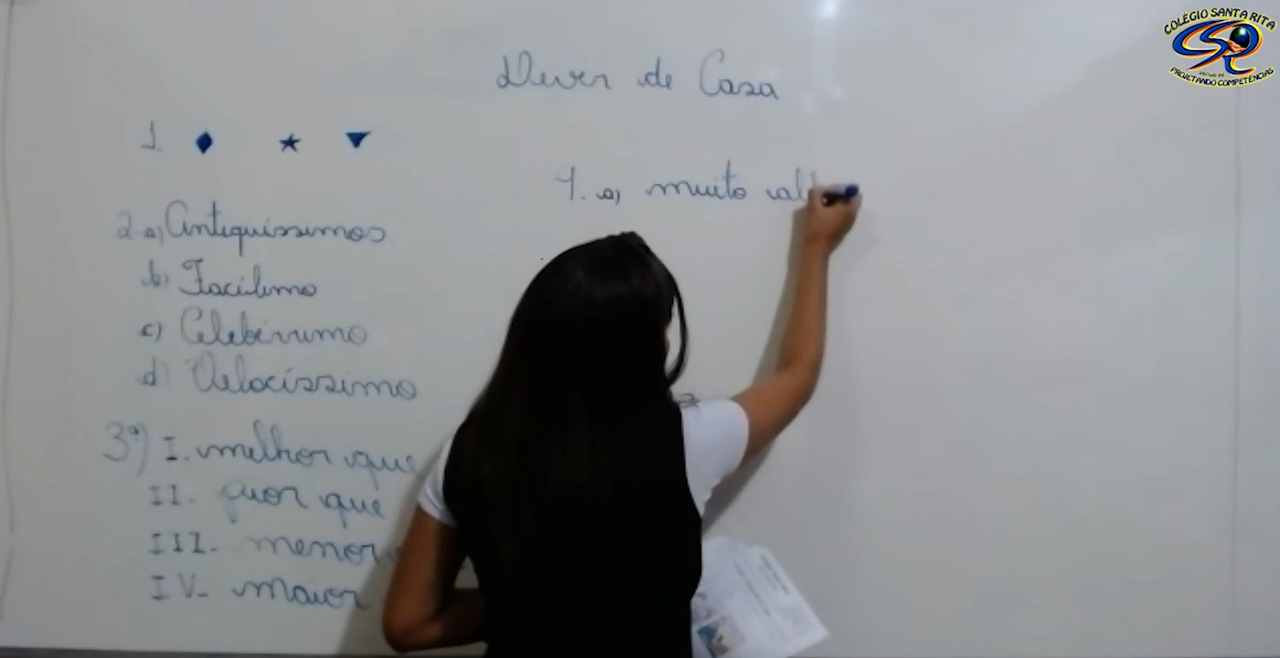 COLÉGIO SANTA RITA
PROJETANDO COMPETÊNCIAS
Dever de Casa
1. ♦ ★ ▼
2. a) Antiquíssimos
b) Facílimo
c) Celebérrimo
d) Velocíssimo
3ª) I. melhor que
II. pior que
III. menor
IV- maior
1. a) muito